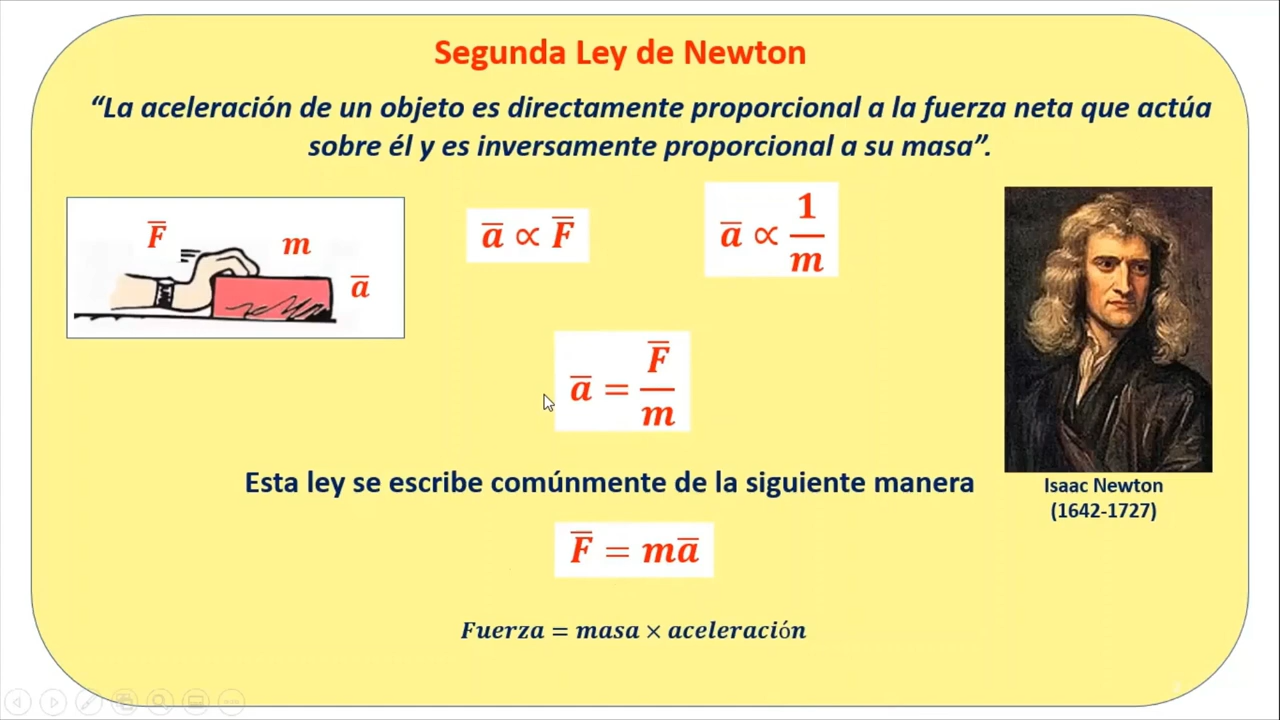 Segunda Ley de Newton
“La aceleración de un objeto es directamente proporcional a la fuerza neta que actúa
sobre él y es inversamente proporcional a su masa”.
F̅ m a̅
a̅ ∝ F̅
a̅ ∝ 1/m
a̅ = F̅/m
Esta ley se escribe comúnmente de la siguiente manera
F̅ = ma̅
Fuerza = masa × aceleración
Isaac Newton
(1642-1727)